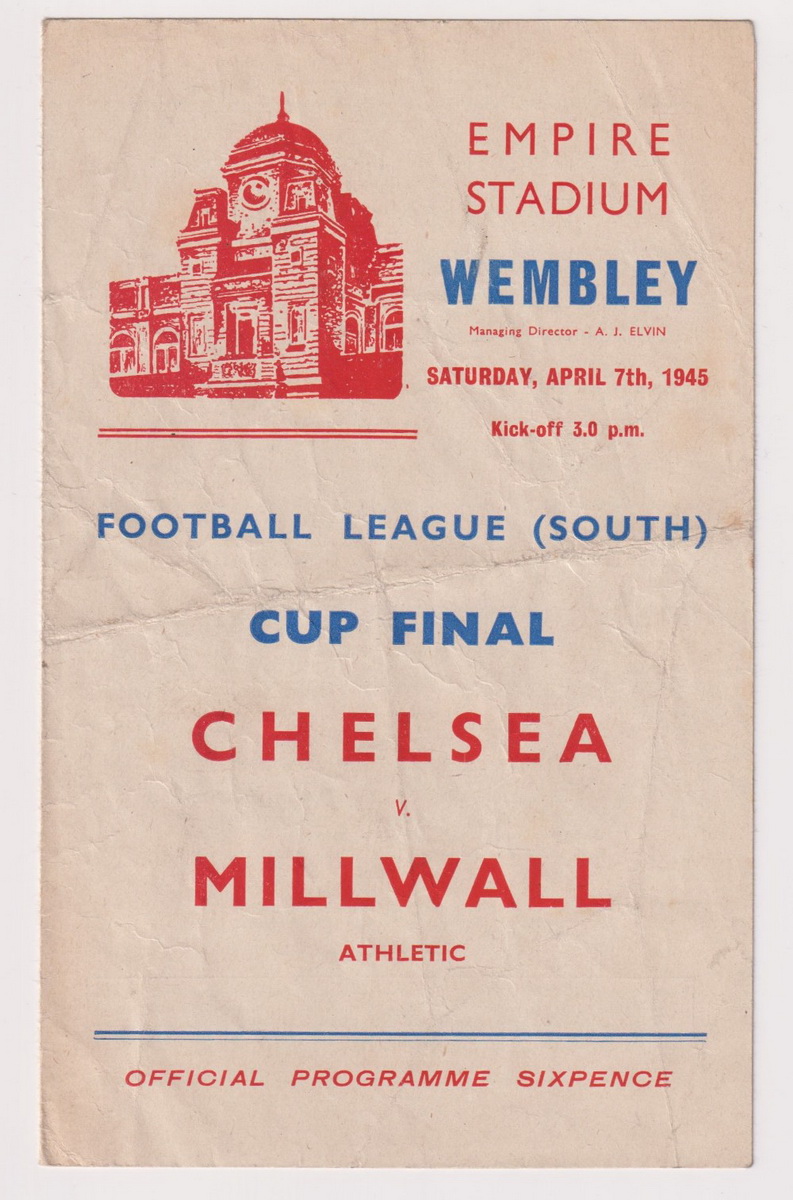 EMPIRE
STADIUM
WEMBLEY
Managing Director - A. J. ELVIN
SATURDAY, APRIL 7th, 1945
Kick-off 3.0 p.m.
FOOTBALL LEAGUE (SOUTH)
CUP FINAL
CHELSEA
V.
MILLWALL
ATHLETIC
OFFICIAL PROGRAMME SIXPENCE